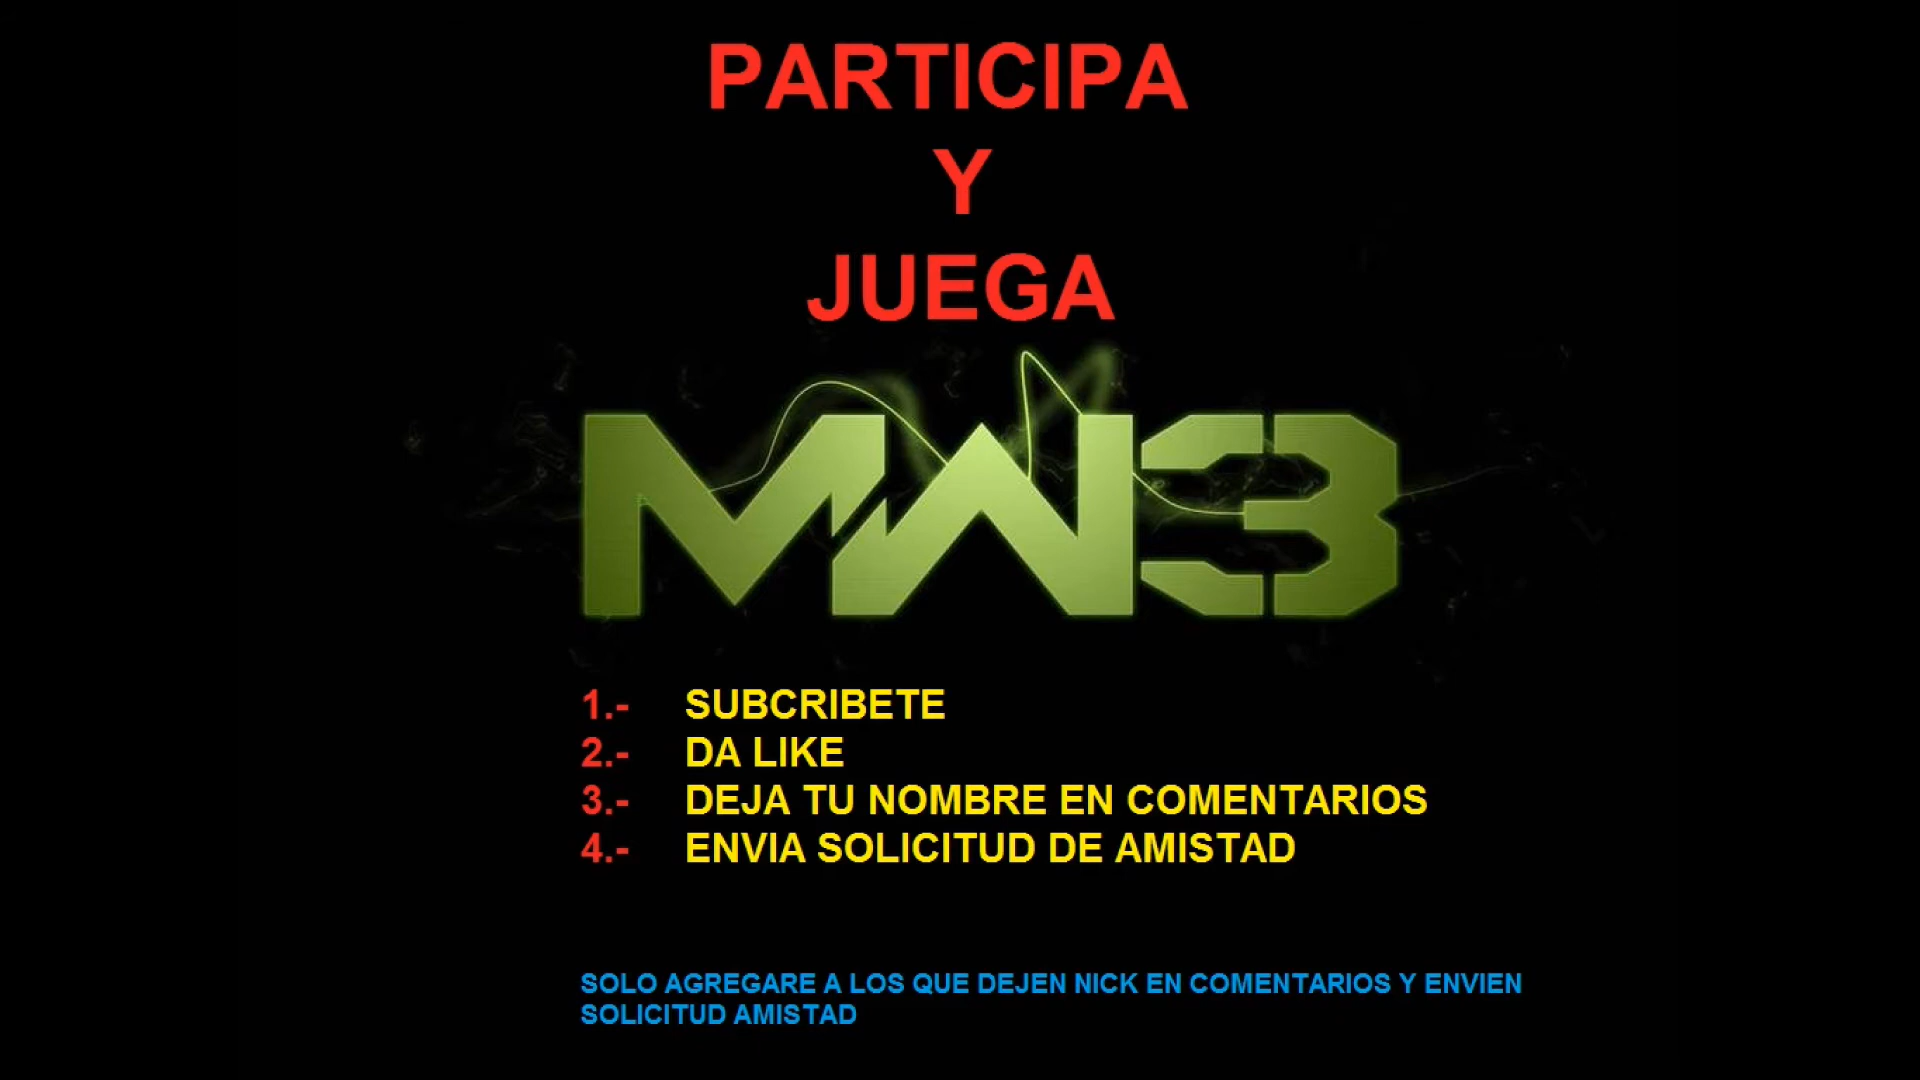 PARTICIPA
Y
JUEGA
MW3
1.- SUBCRIBETE
2.- DA LIKE
3.- DEJA TU NOMBRE EN COMENTARIOS
4.- ENVIA SOLICITUD DE AMISTAD
SOLO AGREGARE A LOS QUE DEJEN NICK EN COMENTARIOS Y ENVIEN
SOLICITUD AMISTAD